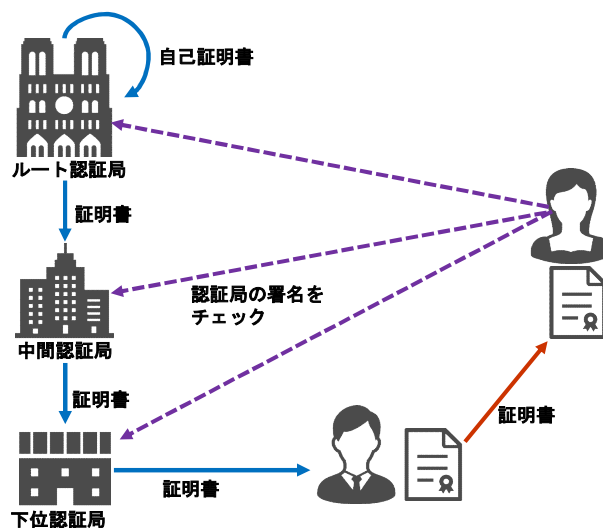 自己証明書
ルート認証局
証明書
認証局の署名を
チェック
中間認証局
証明書
証明書
証明書
下位認証局